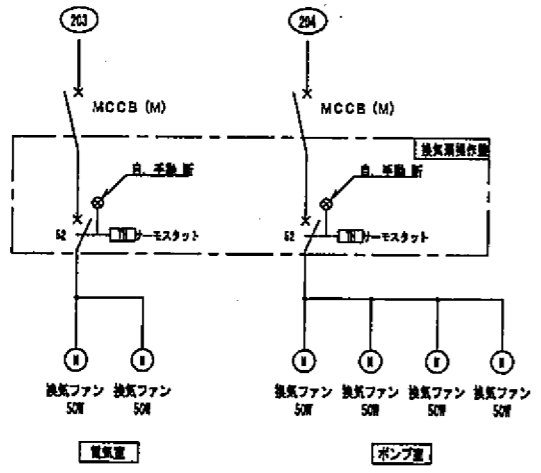 203
204
MCCB (M)
MCCB (M)
換気扇操作盤
自、手動 断
自、手動 断
52
TH
サーモスタット
52
TH
サーモスタット
M
M
M
M
M
M
換気ファン
50W
換気ファン
50W
換気ファン
50W
換気ファン
50W
換気ファン
50W
換気ファン
50W
電気室
ポンプ室